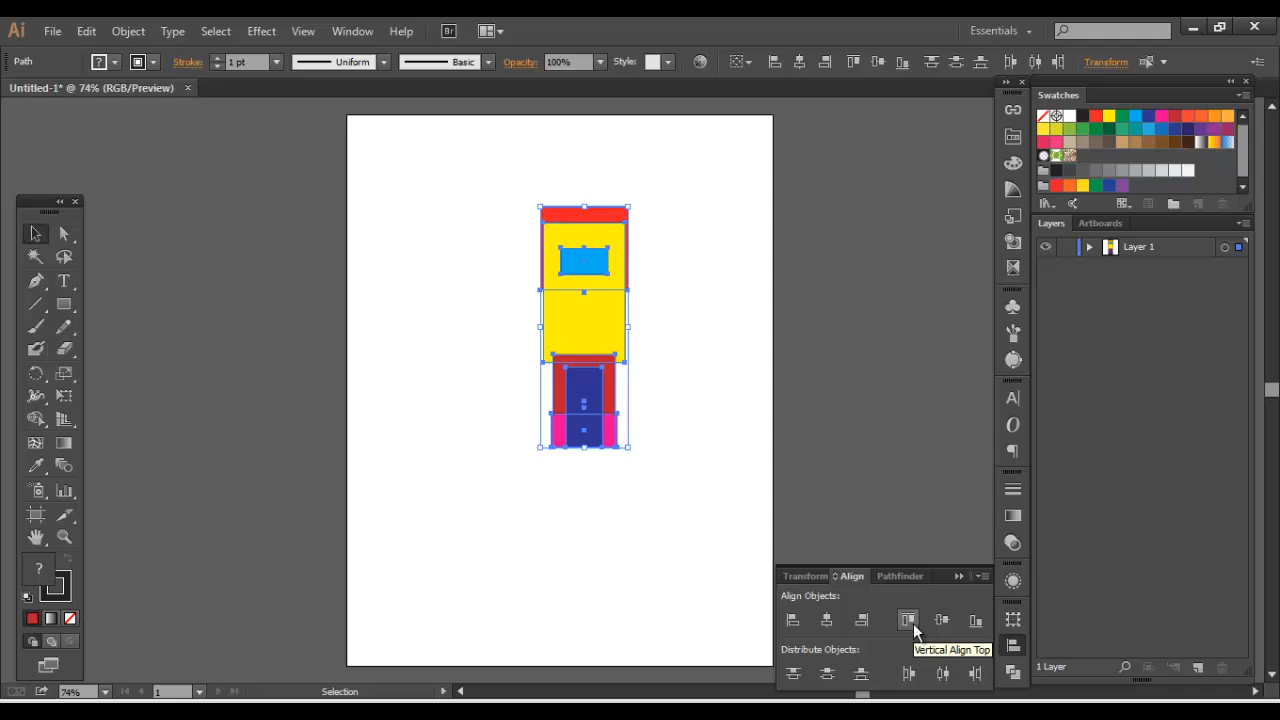 Ai File Edit Object Type Select Effect View Window Help Br Essentials
Path ? Stroke: 1 pt Uniform Basic Opacity: 100% Style: Transform
Untitled-1* @ 74% (RGB/Preview)
Swatches
Layers Artboards
Layer 1
Transform Align Pathfinder
Align Objects:
Vertical Align Top
Distribute Objects:
?
1 Layer
74% 1 Selection